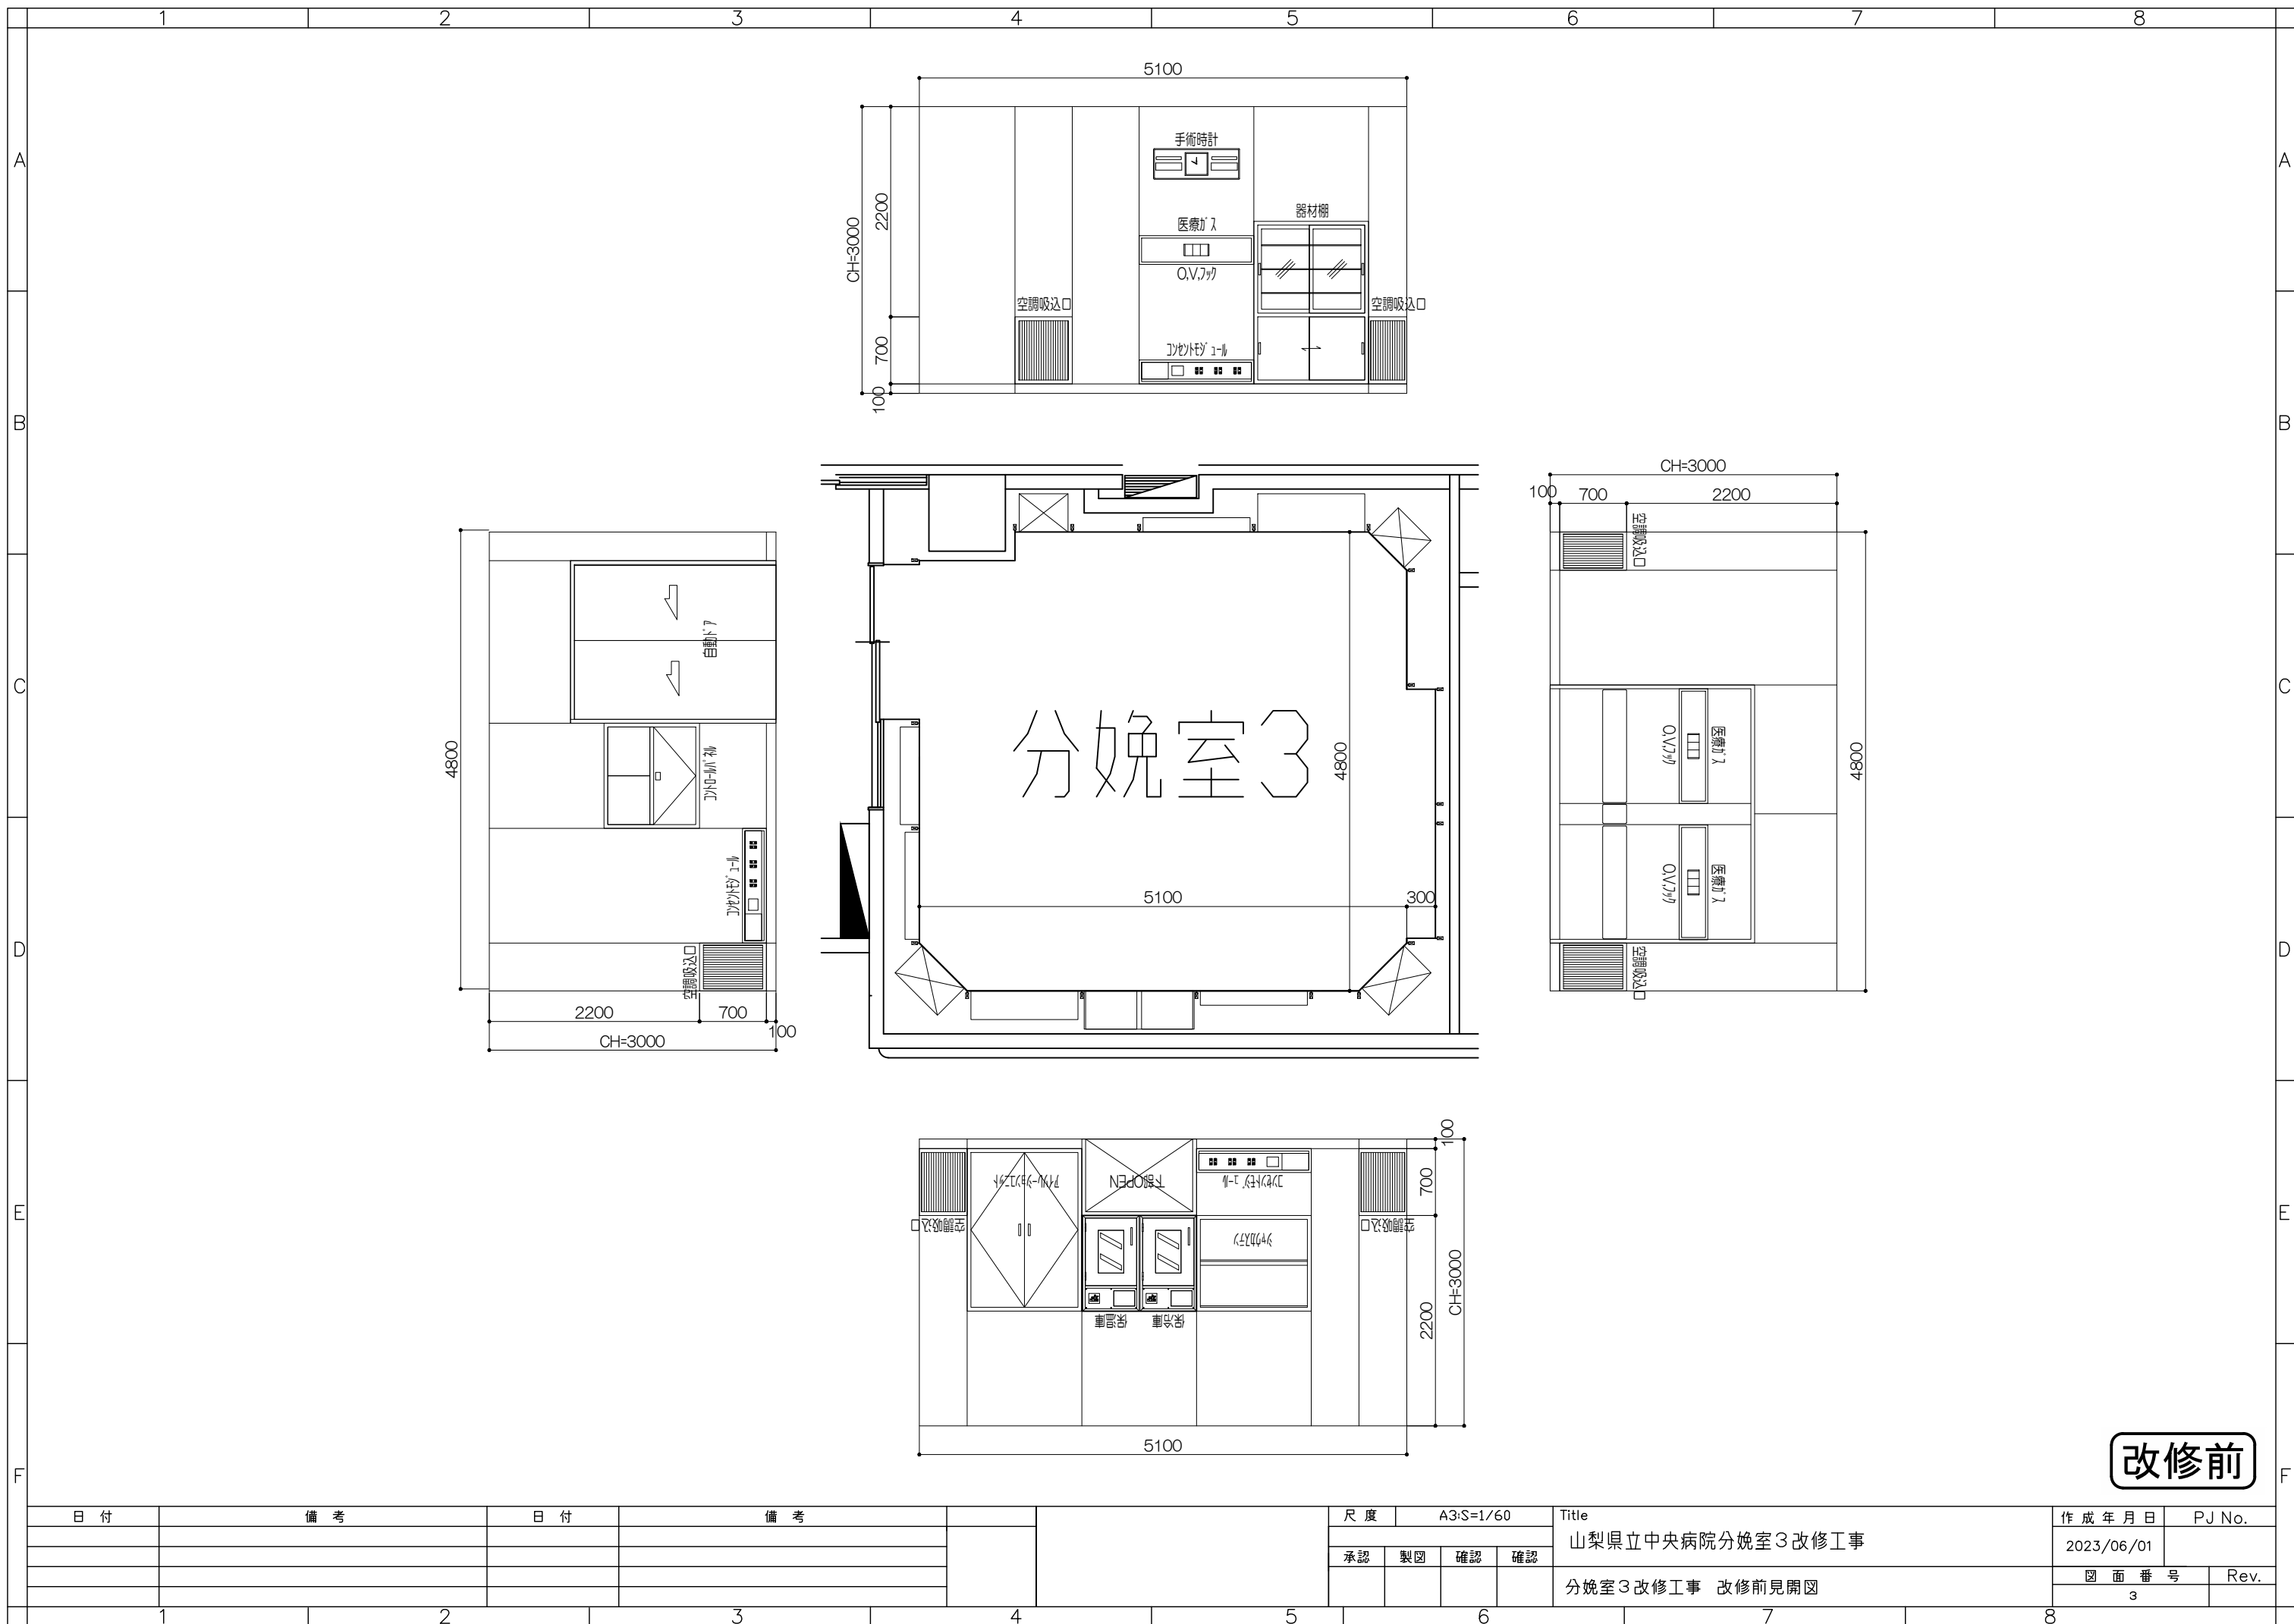 1 2 3 4 5 6 7 8
A A
B B
C C
D D
E E
F F
5100
CH=3000
2200
700
100
手術時計
医療ガス
O,V,フック
器材棚
空調吸込口
空調吸込口
コンセントモジュール
4800
自動ドア
コントロールパネル
コンセントモジュール
空調吸込口
2200 700
100
CH=3000
分娩室3
4800
5100 300
CH=3000
100 700 2200
空調吸込口
医療ガス
O,V,フック
医療ガス
O,V,フック
空調吸込口
4800
100
700
2200
CH=3000
アイソレーションユニット
下部OPEN
コンセントモジュール
空調吸込口
空調吸込口
シャウカステン
保温庫
保冷庫
5100
改修前
日付 備考 日付 備考
尺度 A3:S=1/60
承認 製図 確認 確認
Title
山梨県立中央病院分娩室3改修工事
分娩室3改修工事 改修前見開図
作成年月日 PJ No.
2023/06/01
図面番号 Rev.
3
1 2 3 4 5 6 7 8